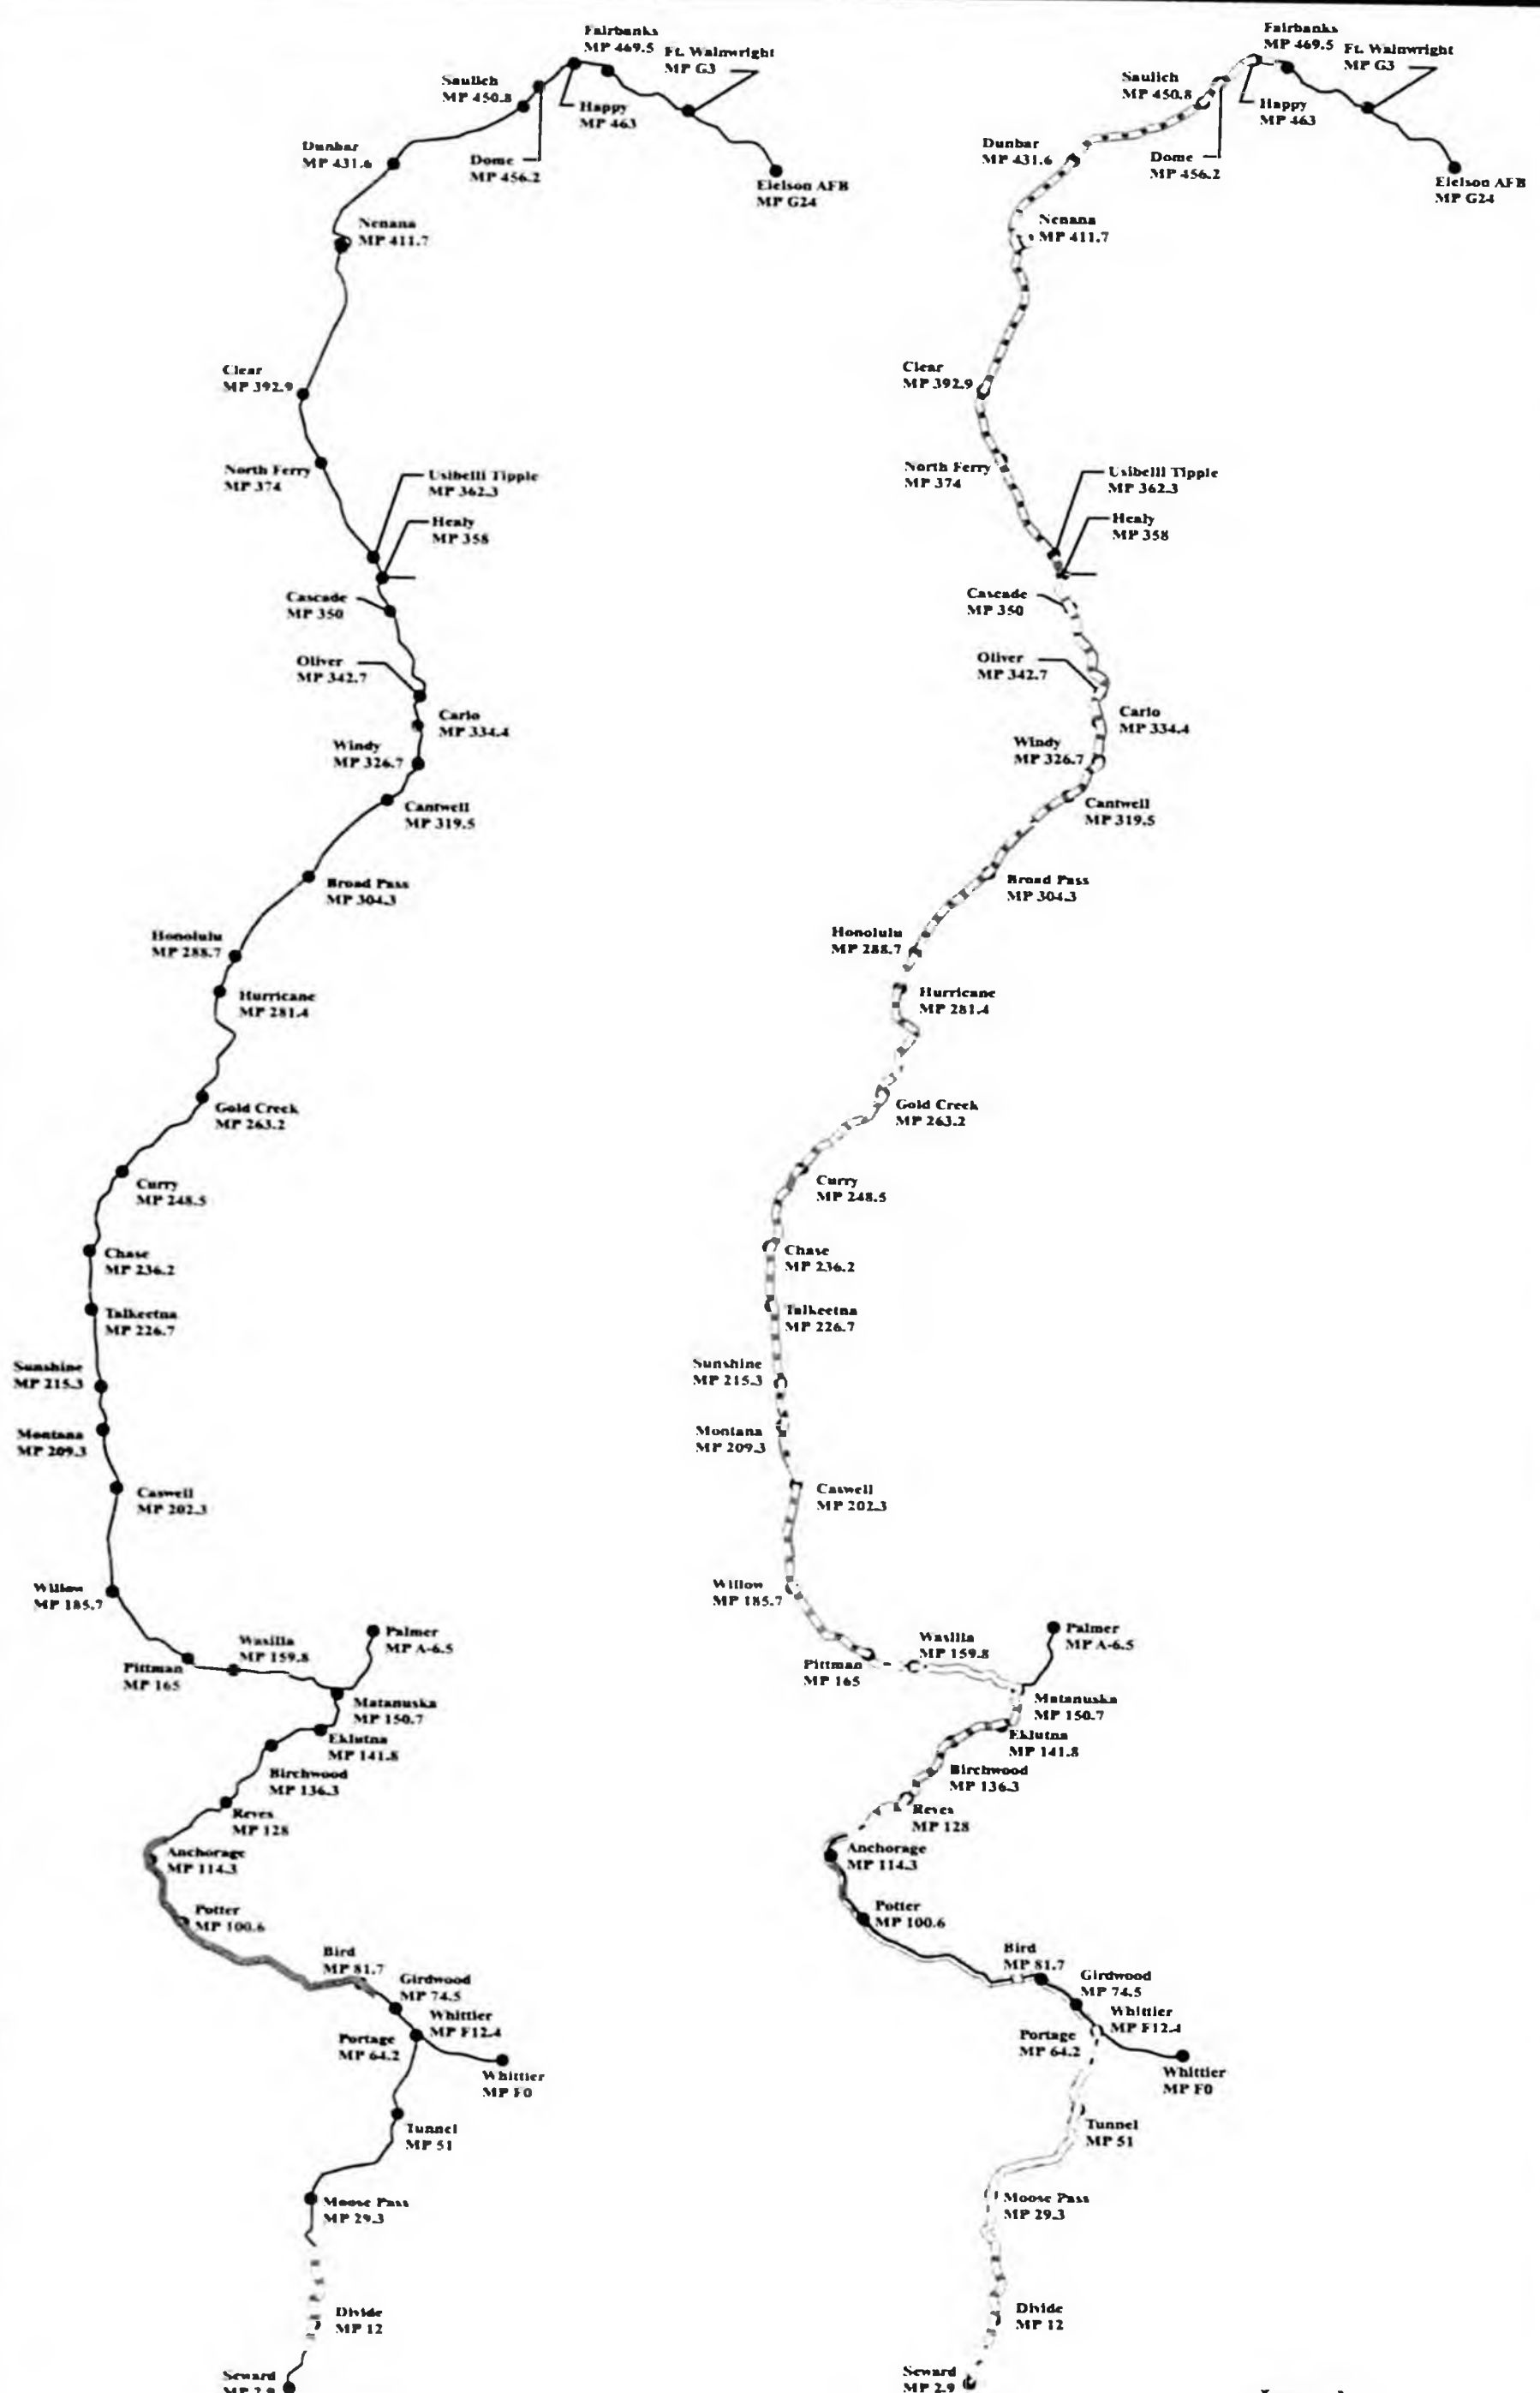 Fairbanks
MP 469.5
Ft. Wainwright
MP G3
Saulich
MP 450.8
Happy
MP 463
Dunbar
MP 431.6
Dome
MP 456.2
Eielson AFB
MP G24
Nenana
MP 411.7
Clear
MP 392.9
North Ferry
MP 374
Usibelli Tipple
MP 362.3
Healy
MP 358
Cascade
MP 350
Oliver
MP 342.7
Carlo
MP 334.4
Windy
MP 326.7
Cantwell
MP 319.5
Broad Pass
MP 304.3
Honolulu
MP 288.7
Hurricane
MP 281.4
Gold Creek
MP 263.2
Curry
MP 248.5
Chase
MP 236.2
Talkeetna
MP 226.7
Sunshine
MP 215.3
Montana
MP 209.3
Caswell
MP 202.3
Willow
MP 185.7
Wasilla
MP 159.8
Palmer
MP A-6.5
Pittman
MP 165
Matanuska
MP 150.7
Eklutna
MP 141.8
Birchwood
MP 136.3
Reves
MP 128
Anchorage
MP 114.3
Potter
MP 100.6
Bird
MP 81.7
Girdwood
MP 74.5
Whittier
MP F12.4
Portage
MP 64.2
Whittier
MP F0
Tunnel
MP 51
Moose Pass
MP 29.3
Divide
MP 12
Seward
MP 2.9
Fairbanks
MP 469.5
Ft. Wainwright
MP G3
Saulich
MP 450.8
Happy
MP 463
Dunbar
MP 431.6
Dome
MP 456.2
Eielson AFB
MP G24
Nenana
MP 411.7
Clear
MP 392.9
North Ferry
MP 374
Usibelli Tipple
MP 362.3
Healy
MP 358
Cascade
MP 350
Oliver
MP 342.7
Carlo
MP 334.4
Windy
MP 326.7
Cantwell
MP 319.5
Broad Pass
MP 304.3
Honolulu
MP 288.7
Hurricane
MP 281.4
Gold Creek
MP 263.2
Curry
MP 248.5
Chase
MP 236.2
Talkeetna
MP 226.7
Sunshine
MP 215.3
Montana
MP 209.3
Caswell
MP 202.3
Willow
MP 185.7
Wasilla
MP 159.8
Palmer
MP A-6.5
Pittman
MP 165
Matanuska
MP 150.7
Eklutna
MP 141.8
Birchwood
MP 136.3
Reves
MP 128
Anchorage
MP 114.3
Potter
MP 100.6
Bird
MP 81.7
Girdwood
MP 74.5
Whittier
MP F12.4
Portage
MP 64.2
Whittier
MP F0
Tunnel
MP 51
Moose Pass
MP 29.3
Divide
MP 12
Seward
MP 2.9